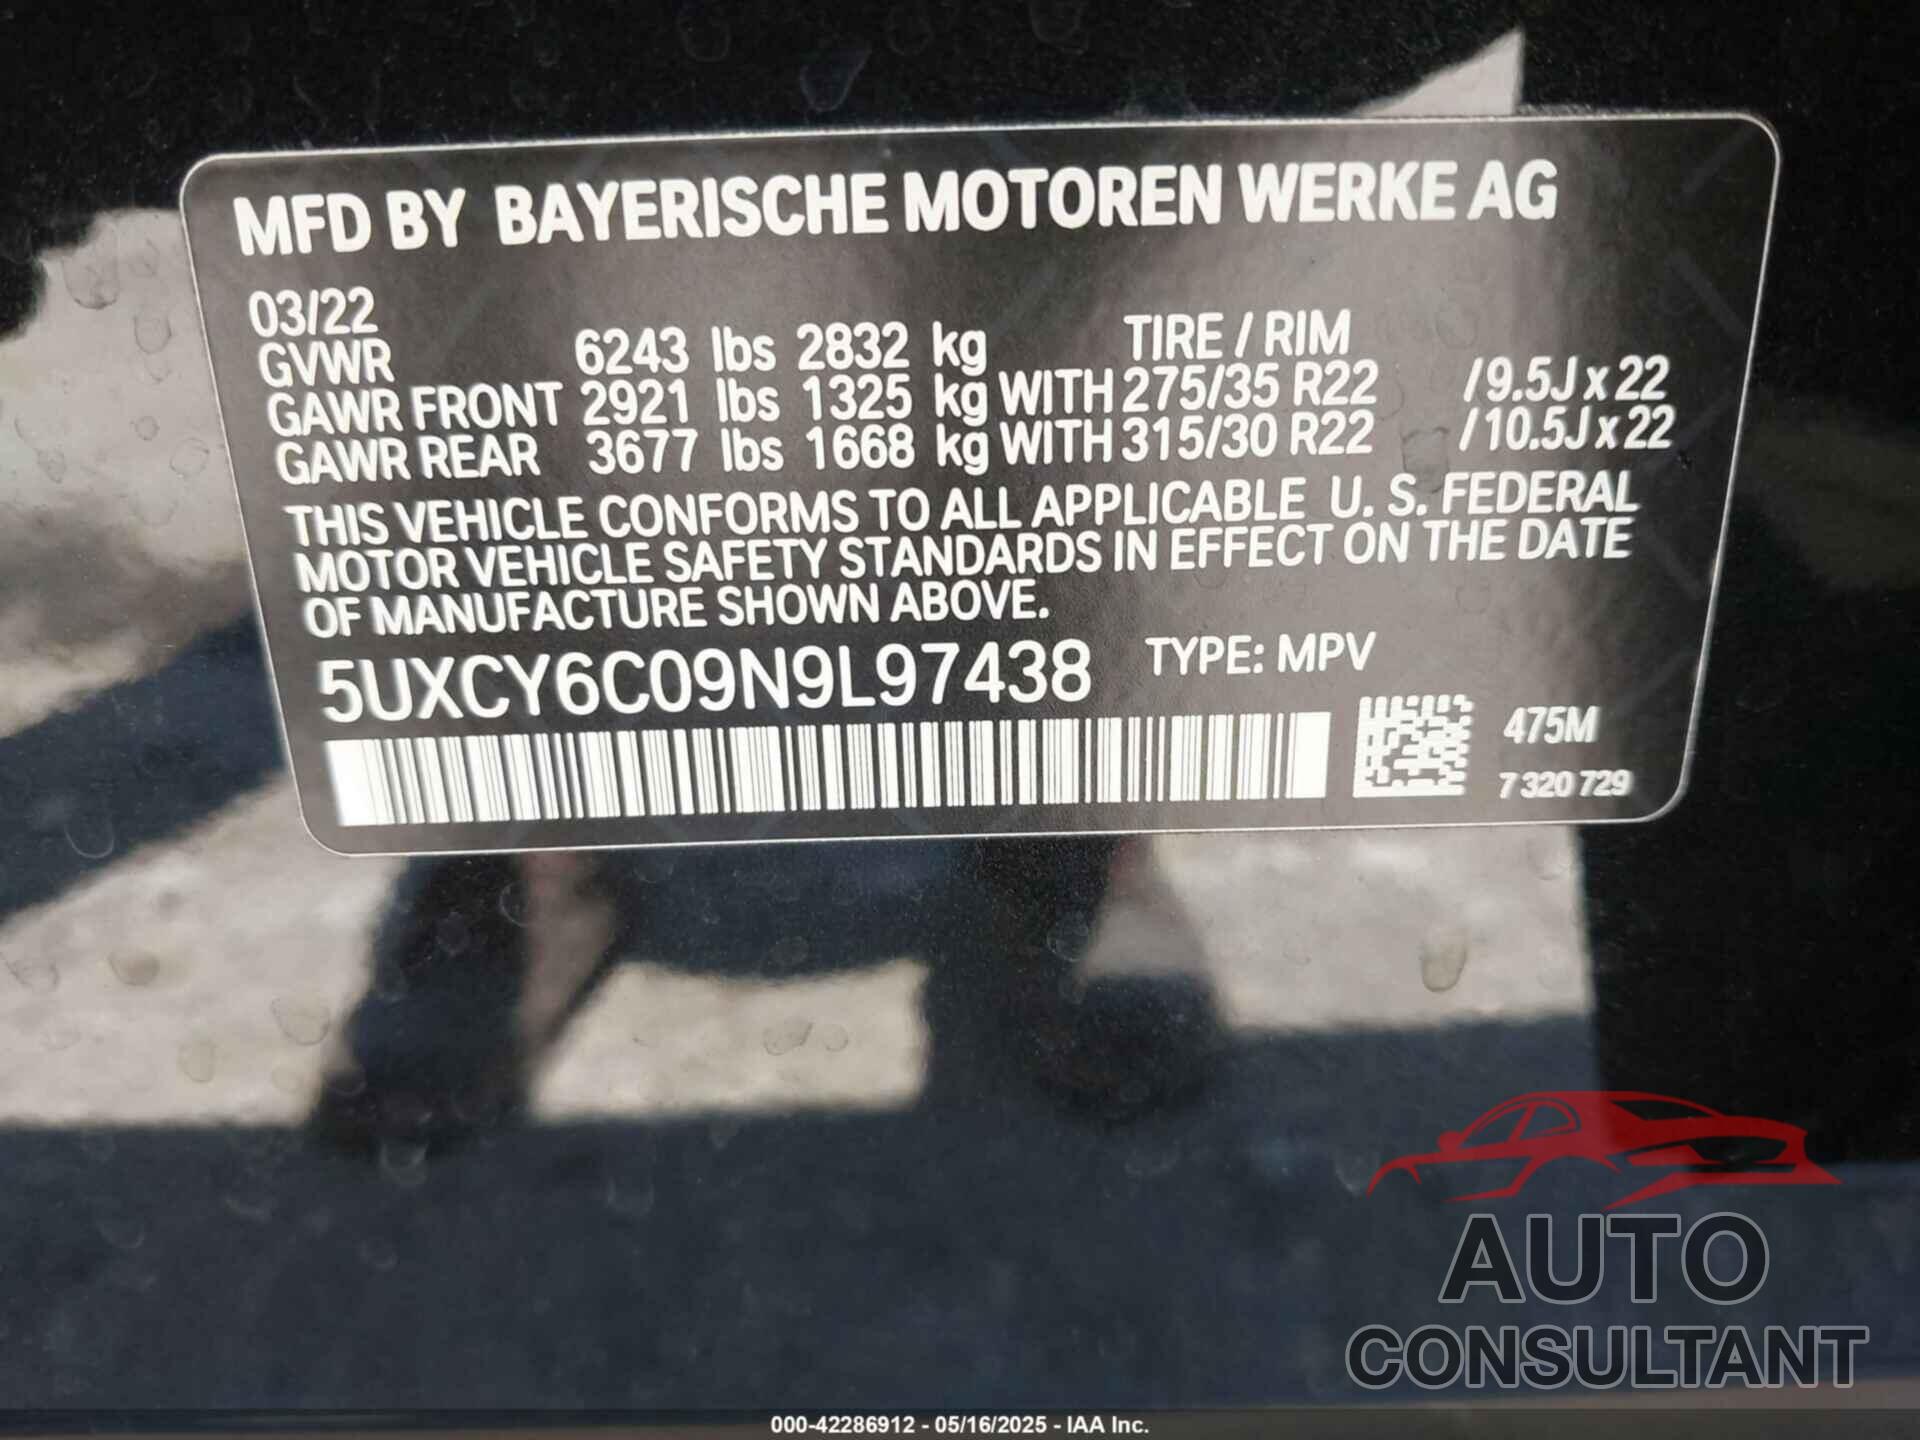 MFD BY BAYERISCHE MOTOREN WERKE AG
03/22
GVWR 6243 lbs 2832 kg TIRE / RIM
GAWR FRONT 2921 lbs 1325 kg WITH 275/35 R22 /9.5J x 22
GAWR REAR 3677 lbs 1668 kg WITH 315/30 R22 /10.5J x 22
THIS VEHICLE CONFORMS TO ALL APPLICABLE U. S. FEDERAL
MOTOR VEHICLE SAFETY STANDARDS IN EFFECT ON THE DATE
OF MANUFACTURE SHOWN ABOVE.
5UXCY6C09N9L97438 TYPE: MPV
475M
7 320 729
AUTO
CONSULTANT
000-42286912 - 05/16/2025 - IAA Inc.